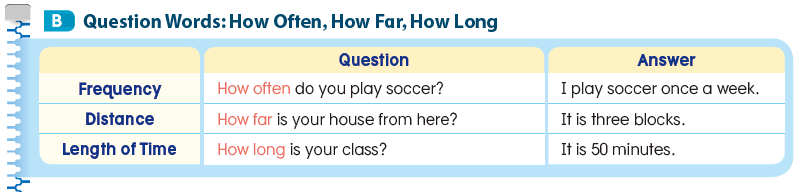 B Question Words: How Often, How Far, How Long
Question Answer
Frequency How often do you play soccer? I play soccer once a week.
Distance How far is your house from here? It is three blocks.
Length of Time How long is your class? It is 50 minutes.